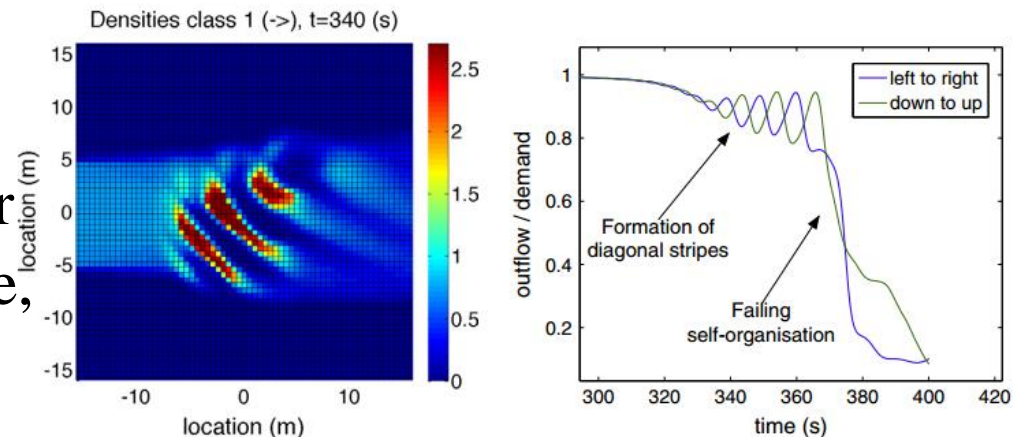 Densities class 1 (->), t=340 (s)
15
10
5
0
-5
-10
-15
location (m)
-10
0
10
location (m)
2.5
2
1.5
1
0.5
0
r
e,
1
0.8
0.6
0.4
0.2
outflow / demand
left to right
down to up
Formation of
diagonal stripes
Failing
self-organisation
300
320
340
360
380
400
420
time (s)